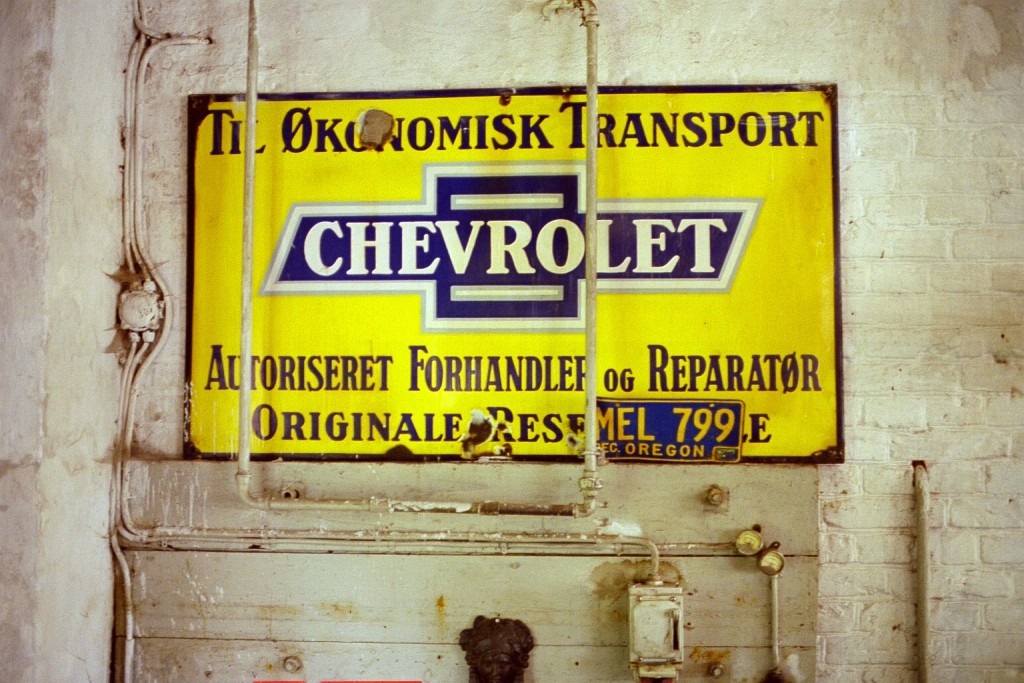 TIL ØKONOMISK TRANSPORT
CHEVROLET
AUTORISERET FORHANDLER OG REPARATØR
ORIGINALE
MEL 799
OREGON